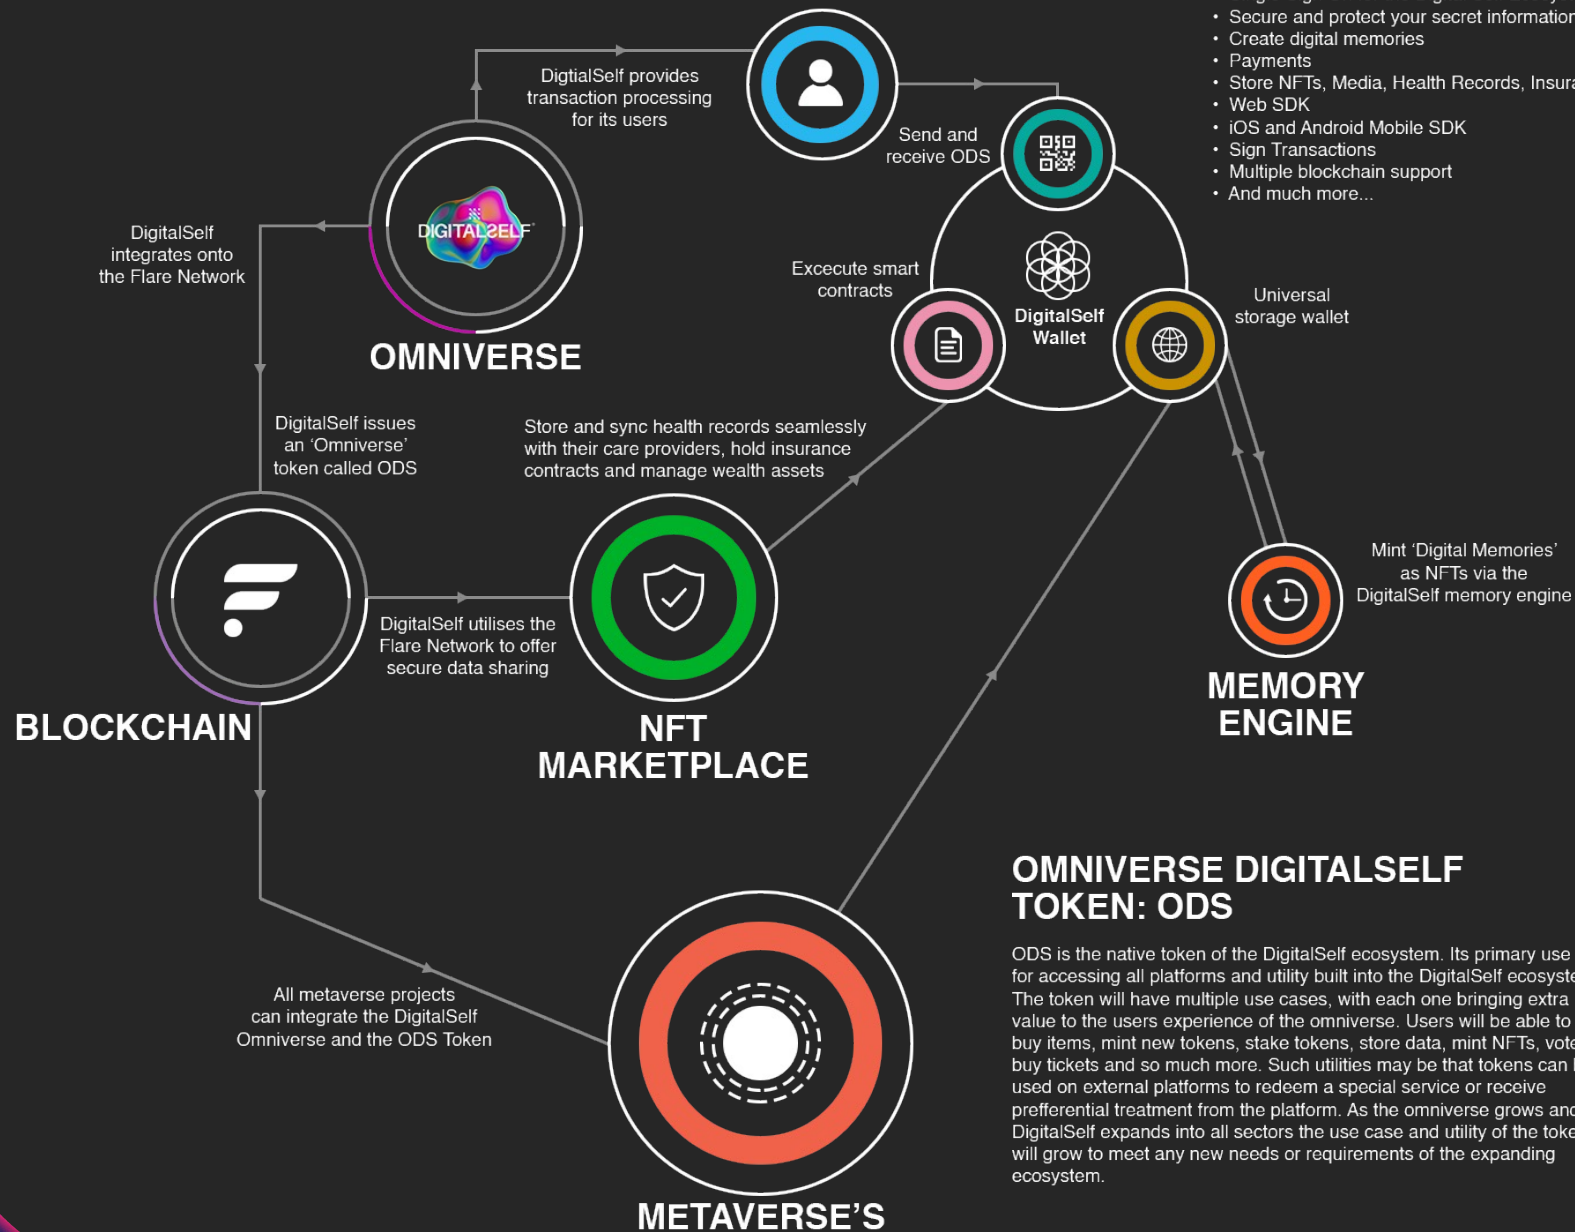 • Secure and protect your secret information
• Create digital memories
• Payments
• Store NFTs, Media, Health Records,
• Web SDK
• iOS and Android Mobile SDK
• Sign Transactions
• Multiple blockchain support
• And much more...
DigtialSelf provides
transaction processing
for its users
Send and
receive ODS
DIGITALSELF
DigitalSelf
integrates onto
the Flare Network
OMNIVERSE
Excecute smart
contracts
DigitalSelf
Wallet
Universal
storage wallet
DigitalSelf issues
an ‘Omniverse’
token called ODS
Store and sync health records seamlessly
with their care providers, hold insurance
contracts and manage wealth assets
Mint ‘Digital Memories’
as NFTs via the
DigitalSelf memory engine
DigitalSelf utilises the
Flare Network to offer
secure data sharing
BLOCKCHAIN
NFT
MARKETPLACE
MEMORY
ENGINE
All metaverse projects
can integrate the DigitalSelf
Omniverse and the ODS Token
METAVERSE’S
OMNIVERSE DIGITALSELF
TOKEN: ODS
ODS is the native token of the DigitalSelf ecosystem. Its primary use
for accessing all platforms and utility built into the DigitalSelf
The token will have multiple use cases, with each one bringing extra
value to the users experience of the omniverse. Users will be able to
buy items, mint new tokens, stake tokens, store data, mint NFTs, vote
buy tickets and so much more. Such utilities may be that tokens can
used on external platforms to redeem a special service or receive
prefferential treatment from the platform. As the omniverse grows and
DigitalSelf expands into all sectors the use case and utility of the
will grow to meet any new needs or requirements of the expanding
ecosystem.